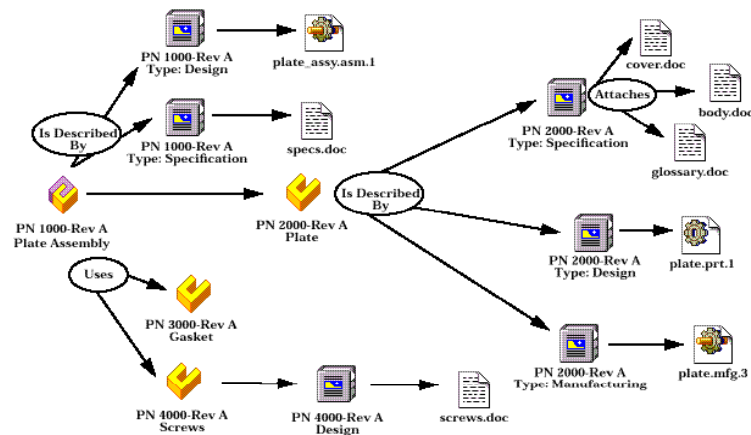 PN 1000-Rev A
Type: Design
plate_assy.asm.1
Is Described
By
PN 1000-Rev A
Type: Specification
specs.doc
PN 1000-Rev A
Plate Assembly
PN 2000-Rev A
Plate
Is Described
By
cover.doc
Attaches
body.doc
PN 2000-Rev A
Type: Specification
glossary.doc
PN 2000-Rev A
Type: Design
plate.prt.1
Uses
PN 3000-Rev A
Gasket
PN 2000-Rev A
Type: Manufacturing
plate.mfg.3
PN 4000-Rev A
Screws
PN 4000-Rev A
Design
screws.doc